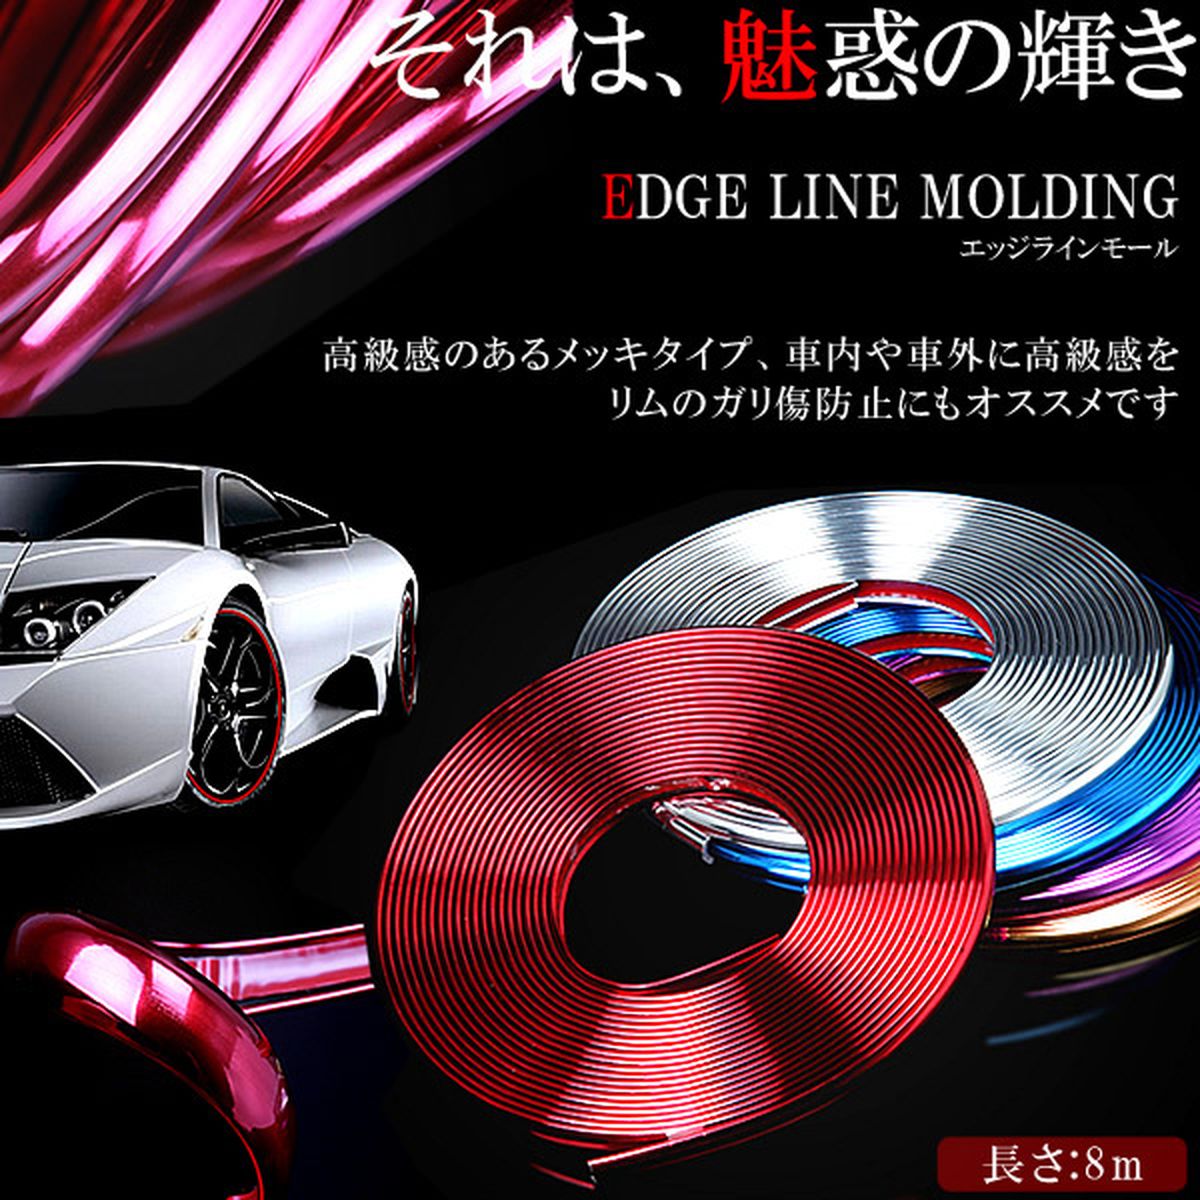 それは、魅惑の輝き
EDGE LINE MOLDING
エッジラインモール
高級感のあるメッキタイプ、車内や車外に高級感を
リムのガリ傷防止にもオススメです
長さ:8m